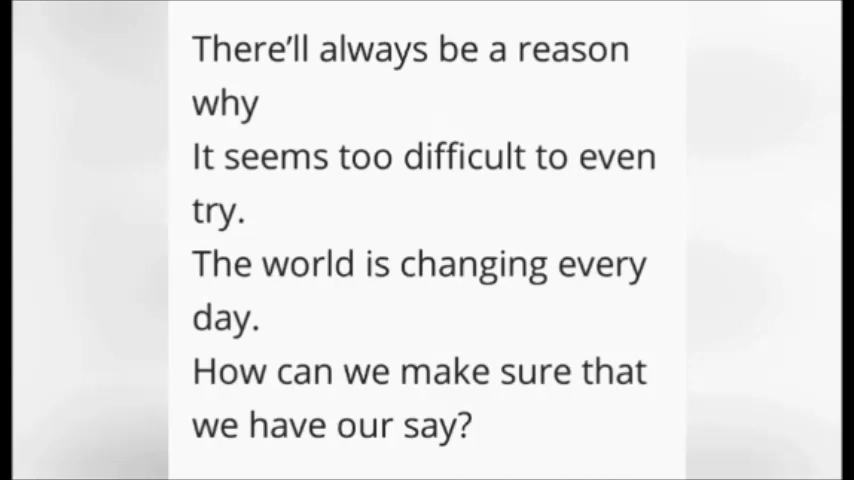 There’ll always be a reason
why
It seems too difficult to even
try.
The world is changing every
day.
How can we make sure that
we have our say?